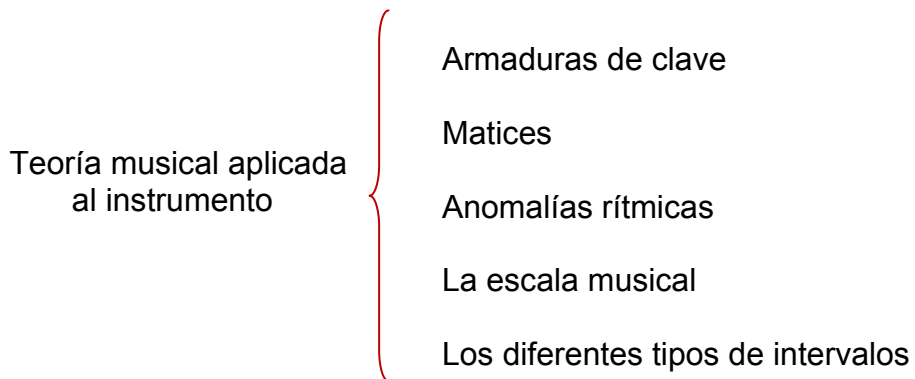 Teoría musical aplicada
al instrumento
Armaduras de clave
Matices
Anomalías rítmicas
La escala musical
Los diferentes tipos de intervalos